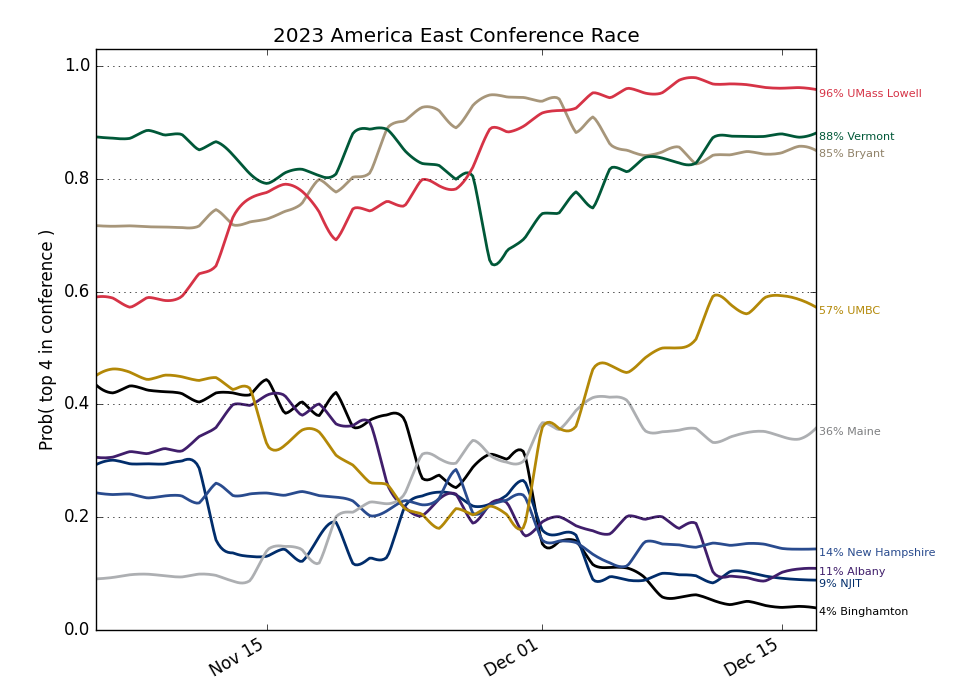 2023 America East Conference Race
Prob( top 4 in conference )
1.0
0.8
0.6
0.4
0.2
0.0
Nov 15
Dec 01
Dec 15
96% UMass Lowell
88% Vermont
85% Bryant
57% UMBC
36% Maine
14% New Hampshire
11% Albany
9% NJIT
4% Binghamton